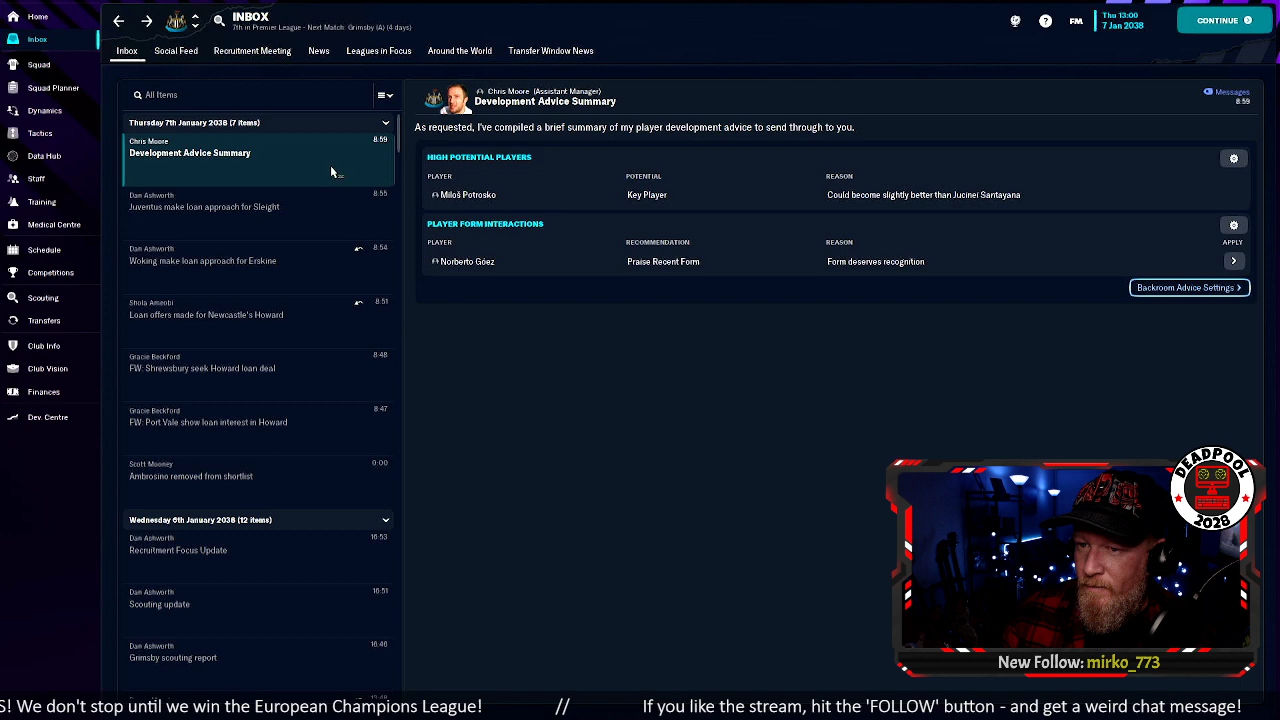 Home
Inbox
Squad
Squad Planner
Dynamics
Tactics
Data Hub
Staff
Training
Medical Centre
Schedule
Competitions
Scouting
Transfers
Club Info
Club Vision
Finances
Dev. Centre
INBOX
7th in Premier League - Next Match: Grimsby (A) (4 days)
FM
Thu 13:00
7 Jan 2038
CONTINUE
Inbox
Social Feed
Recruitment Meeting
News
Leagues in Focus
Around the World
Transfer Window News
All Items
Thursday 7th January 2038 (7 items)
Chris Moore 8:59
Development Advice Summary
Dan Ashworth 8:55
Juventus make loan approach for Sleight
Dan Ashworth 8:54
Woking make loan approach for Erskine
Shola Ameobi 8:51
Loan offers made for Newcastle's Howard
Gracie Beckford 8:48
FW: Shrewsbury seek Howard loan deal
Gracie Beckford 8:47
FW: Port Vale show loan interest in Howard
Scott Mooney 0:00
Ambrosino removed from shortlist
Wednesday 6th January 2038 (12 items)
Dan Ashworth 16:53
Recruitment Focus Update
Dan Ashworth 16:51
Scouting update
Dan Ashworth 16:46
Grimsby scouting report
Chris Moore (Assistant Manager)
Development Advice Summary
Messages
8:59
As requested, I've compiled a brief summary of my player development advice to send through to you.
HIGH POTENTIAL PLAYERS
PLAYER POTENTIAL REASON
Miloš Potrosko Key Player Could become slightly better than Jucinei Santayana
PLAYER FORM INTERACTIONS
PLAYER RECOMMENDATION REASON APPLY
Norberto Góez Praise Recent Form Form deserves recognition
Backroom Advice Settings >
DEADPOOL
2028
New Follow: mirko_773
S! We don't stop until we win the European Champions League! // If you like the stream, hit the 'FOLLOW' button - and get a weird chat message!